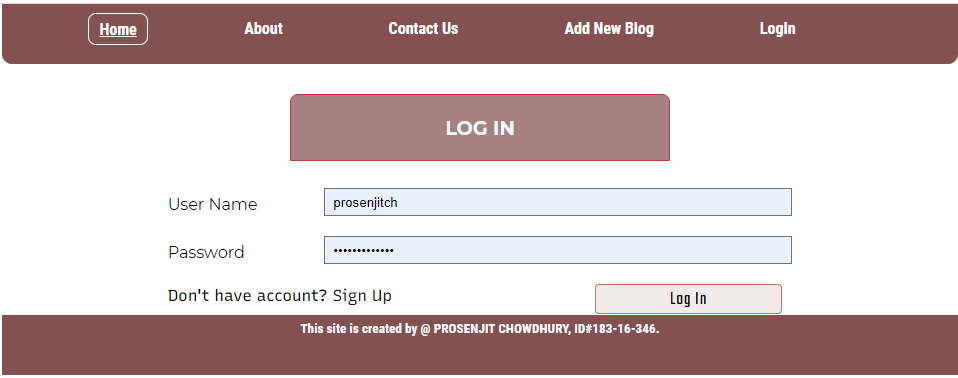 Home About Contact Us Add New Blog LogIn
LOG IN
User Name prosenjitch
Password •••••••••••••
Don't have account? Sign Up Log In
This site is created by @ PROSENJIT CHOWDHURY, ID#183-16-346.